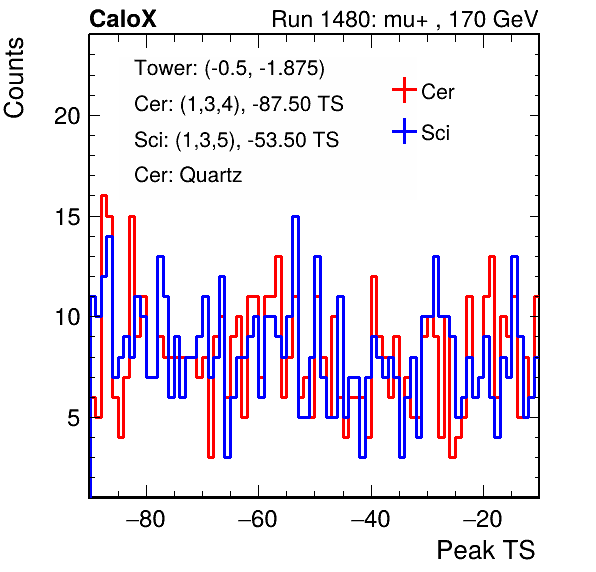 CaloX Run 1480: mu+ , 170 GeV
Counts
Tower: (-0.5, -1.875)
Cer: (1,3,4), -87.50 TS
Sci: (1,3,5), -53.50 TS
Cer: Quartz
Cer
Sci
20
15
10
5
−80 −60 −40 −20
Peak TS